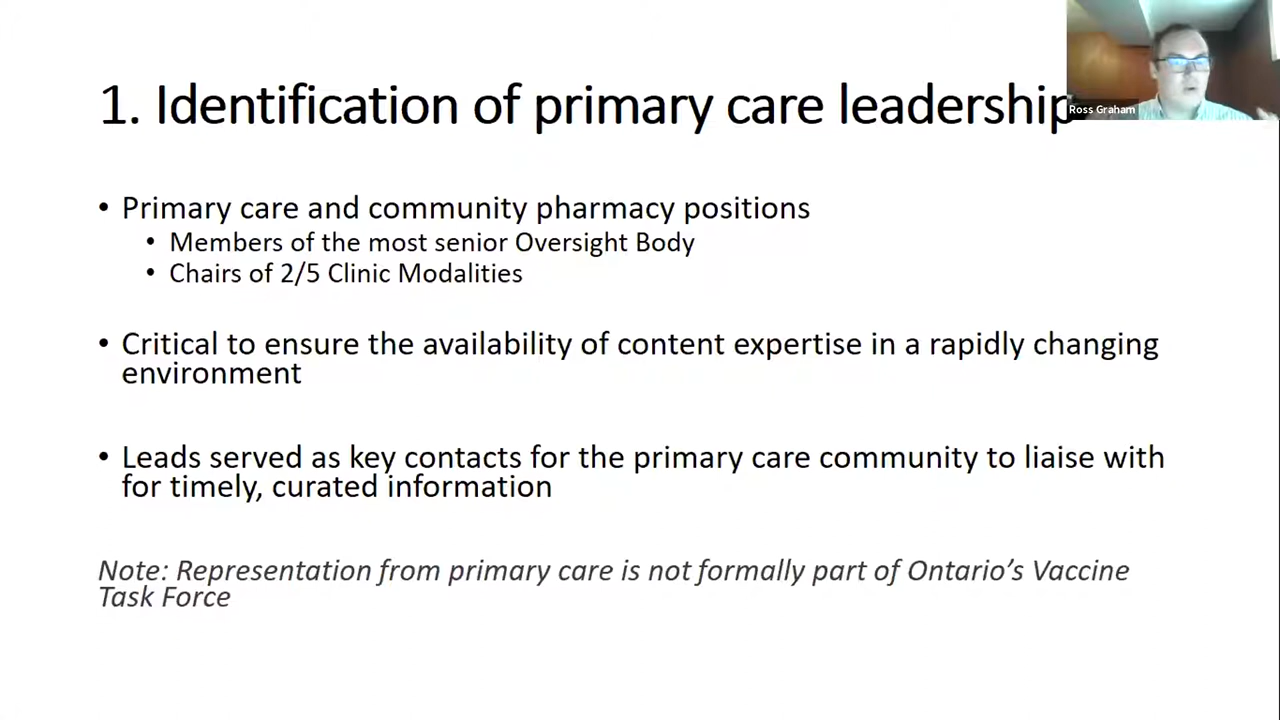 1. Identification of primary care leadership
Ross Graham
• Primary care and community pharmacy positions
• Members of the most senior Oversight Body
• Chairs of 2/5 Clinic Modalities
• Critical to ensure the availability of content expertise in a rapidly changing
environment
• Leads served as key contacts for the primary care community to liaise with
for timely, curated information
Note: Representation from primary care is not formally part of Ontario’s Vaccine
Task Force